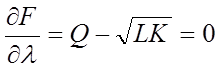 ∂F/∂λ = Q − √LK = 0